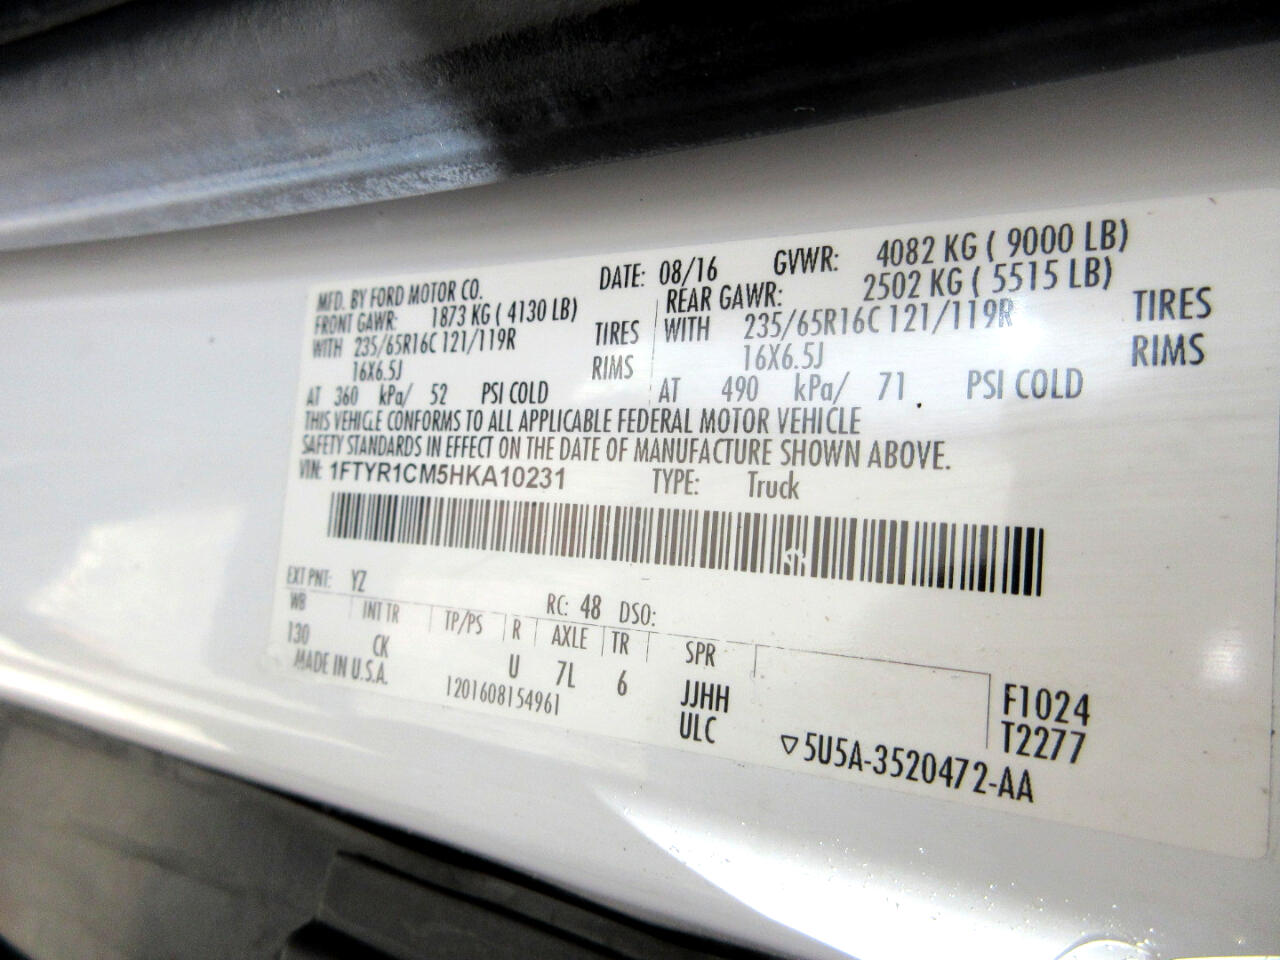 MFD. BY FORD MOTOR CO. DATE: 08/16 GVWR: 4082 KG ( 9000 LB)
FRONT GAWR: 1873 KG ( 4130 LB) REAR GAWR: 2502 KG ( 5515 LB)
WITH 235/65R16C 121/119R TIRES WITH 235/65R16C 121/119R TIRES
16X6.5J RIMS 16X6.5J RIMS
AT 360 kPa/ 52 PSI COLD AT 490 kPa/ 71 PSI COLD
THIS VEHICLE CONFORMS TO ALL APPLICABLE FEDERAL MOTOR VEHICLE
SAFETY STANDARDS IN EFFECT ON THE DATE OF MANUFACTURE SHOWN ABOVE.
VIN: 1FTYR1CM5HKA10231 TYPE: Truck
EXT PNT: YZ RC: 48 DSO:
WB INT TR TP/PS R AXLE TR SPR
130 CK U 7L 6 JJHH F1024
MADE IN U.S.A. 1201608154961 ULC T2277
▽5U5A-3520472-AA